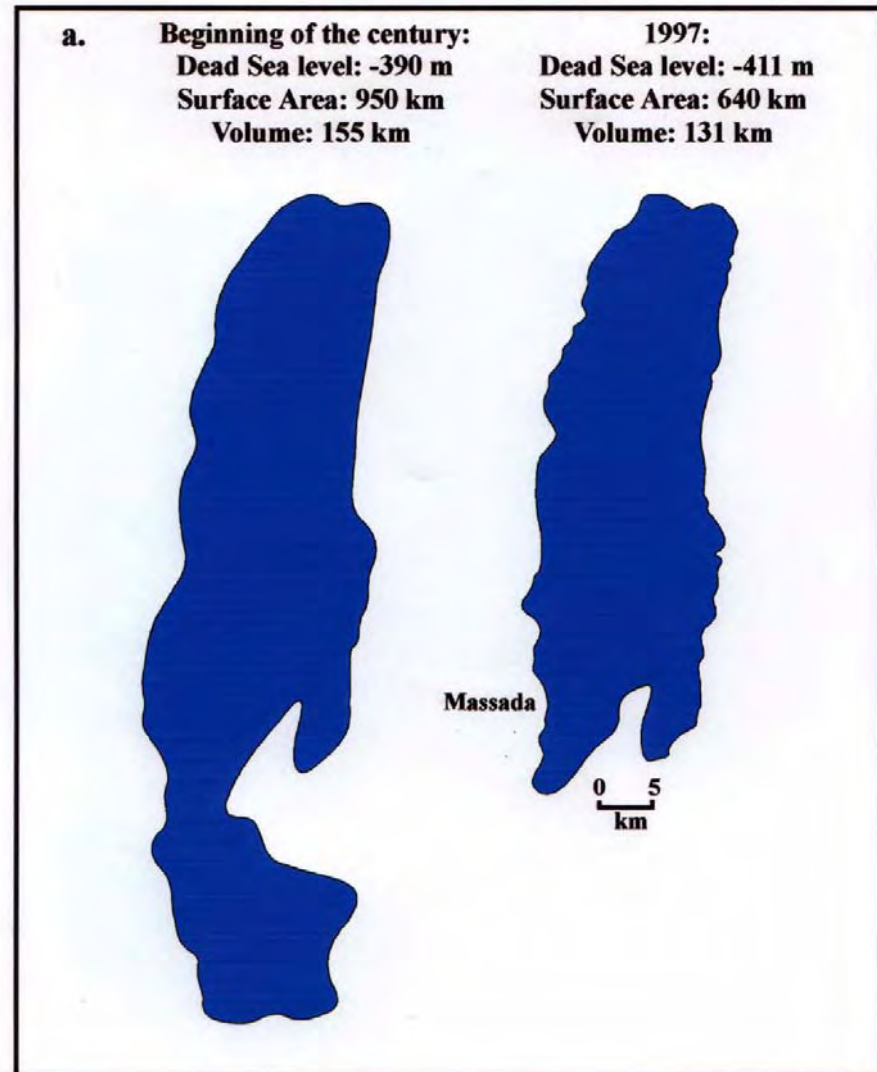 a.
Beginning of the century:
Dead Sea level: -390 m
Surface Area: 950 km
Volume: 155 km
1997:
Dead Sea level: -411 m
Surface Area: 640 km
Volume: 131 km
Massada
0 5
km